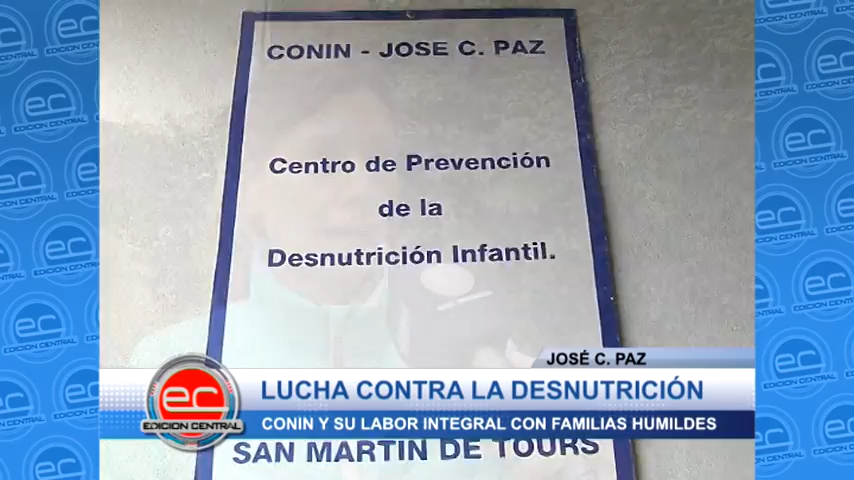 CONIN - JOSE C. PAZ
Centro de Prevención
de la
Desnutrición Infantil.
JOSÉ C. PAZ
LUCHA CONTRA LA DESNUTRICIÓN
CONIN Y SU LABOR INTEGRAL CON FAMILIAS HUMILDES
ec
EDICION CENTRAL
SAN MARTIN DE TOURS